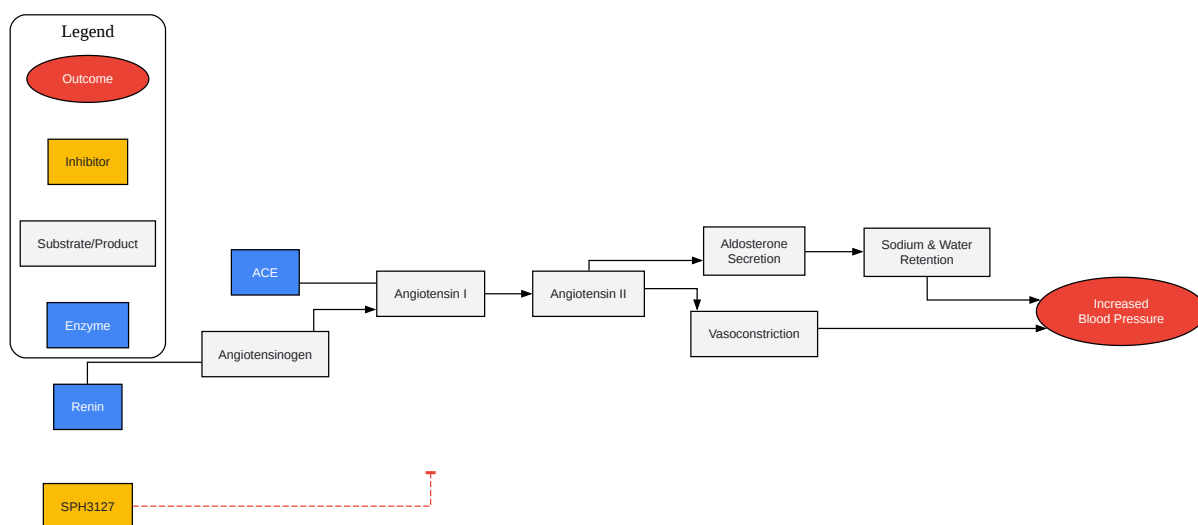 Legend
Outcome
Inhibitor
Substrate/Product
Enzyme
ACE
Angiotensin I
Angiotensinogen
Renin
SPH3127
Angiotensin II
Aldosterone
Secretion
Sodium & Water
Retention
Vasoconstriction
Increased
Blood Pressure